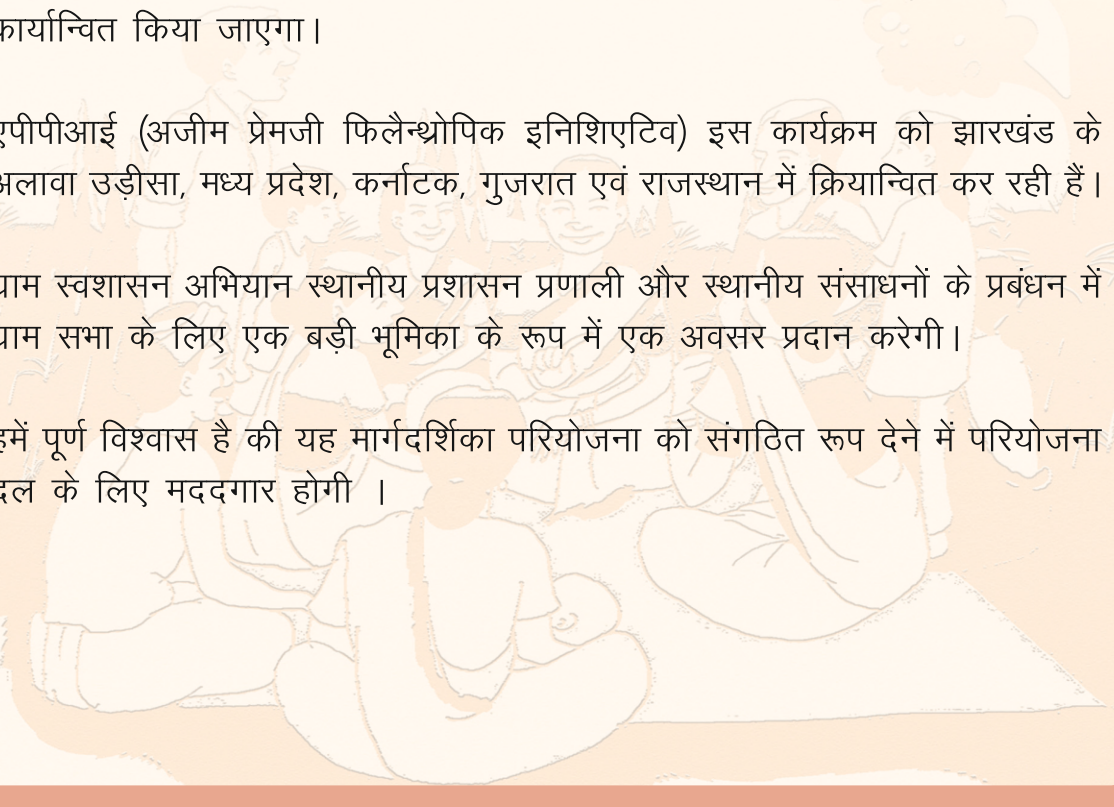 कार्यान्वित किया जाएगा।
एपीपीआई (अजीम प्रेमजी फिलैन्थ्रोपिक इनिशिएटिव) इस कार्यक्रम को झारखंड के
अलावा उड़ीसा, मध्य प्रदेश, कर्नाटक, गुजरात एवं राजस्थान में क्रियान्वित कर रही हैं।
ग्राम स्वशासन अभियान स्थानीय प्रशासन प्रणाली और स्थानीय संसाधनों के प्रबंधन में
ग्राम सभा के लिए एक बड़ी भूमिका के रूप में एक अवसर प्रदान करेगी।
हमें पूर्ण विश्वास है की यह मार्गदर्शिका परियोजना को संगठित रूप देने में परियोजना
दल के लिए मददगार होगी ।